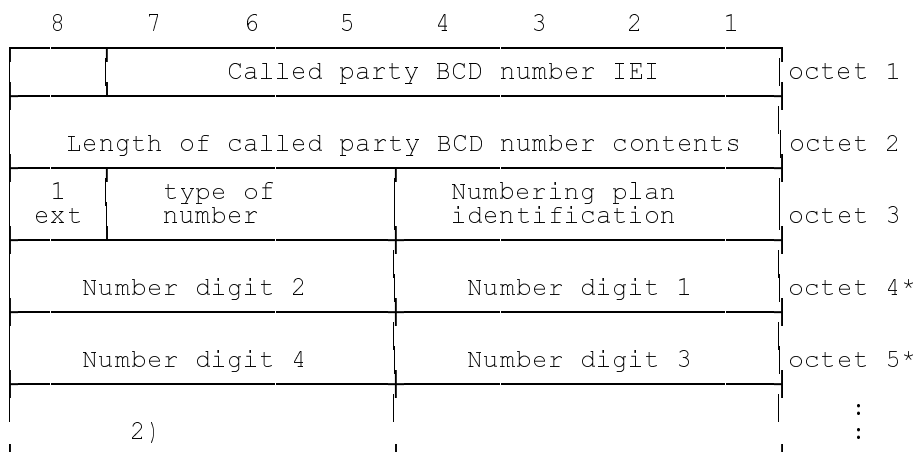 8 7 6 5 4 3 2 1
Called party BCD number IEI octet 1
Length of called party BCD number contents octet 2
1 type of Numbering plan
ext number identification octet 3
Number digit 2 Number digit 1 octet 4*
Number digit 4 Number digit 3 octet 5*
:
2) :